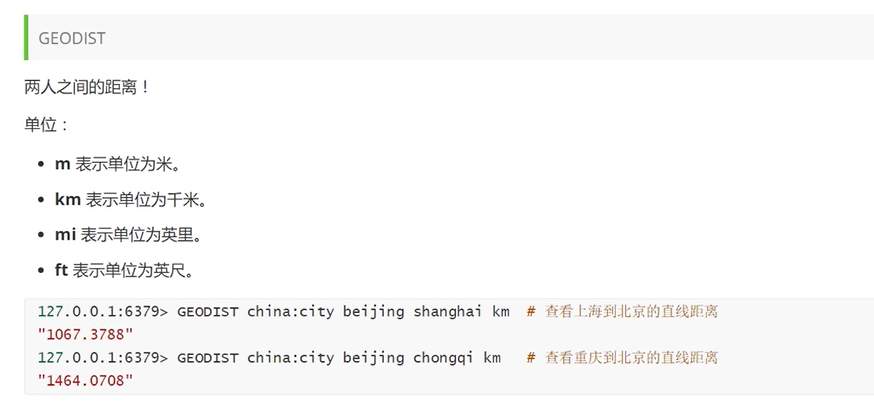 GEODIST
两人之间的距离！
单位：
m 表示单位为米。
km 表示单位为千米。
mi 表示单位为英里。
ft 表示单位为英尺。
127.0.0.1:6379> GEODIST china:city beijing shanghai km # 查看上海到北京的直线距离
"1067.3788"
127.0.0.1:6379> GEODIST china:city beijing chongqi km # 查看重庆到北京的直线距离
"1464.0708"